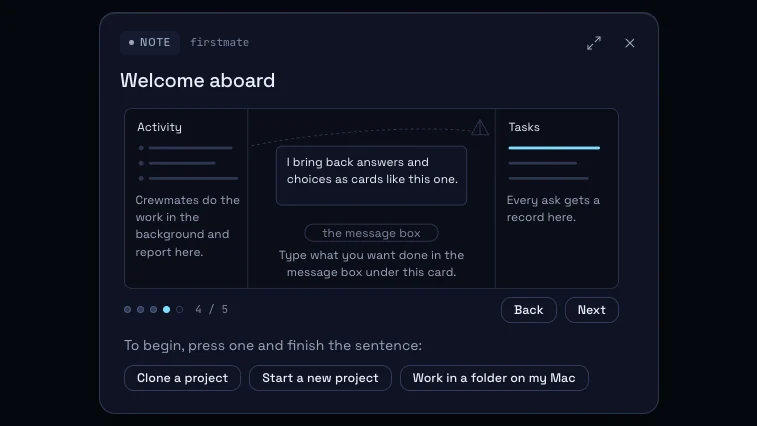 NOTE firstmate
Welcome aboard
Activity
Crewmates do the
work in the
background and
report here.
I bring back answers and
choices as cards like this one.
the message box
Type what you want done in the
message box under this card.
Tasks
Every ask gets a
record here.
4 / 5
Back
Next
To begin, press one and finish the sentence:
Clone a project
Start a new project
Work in a folder on my Mac